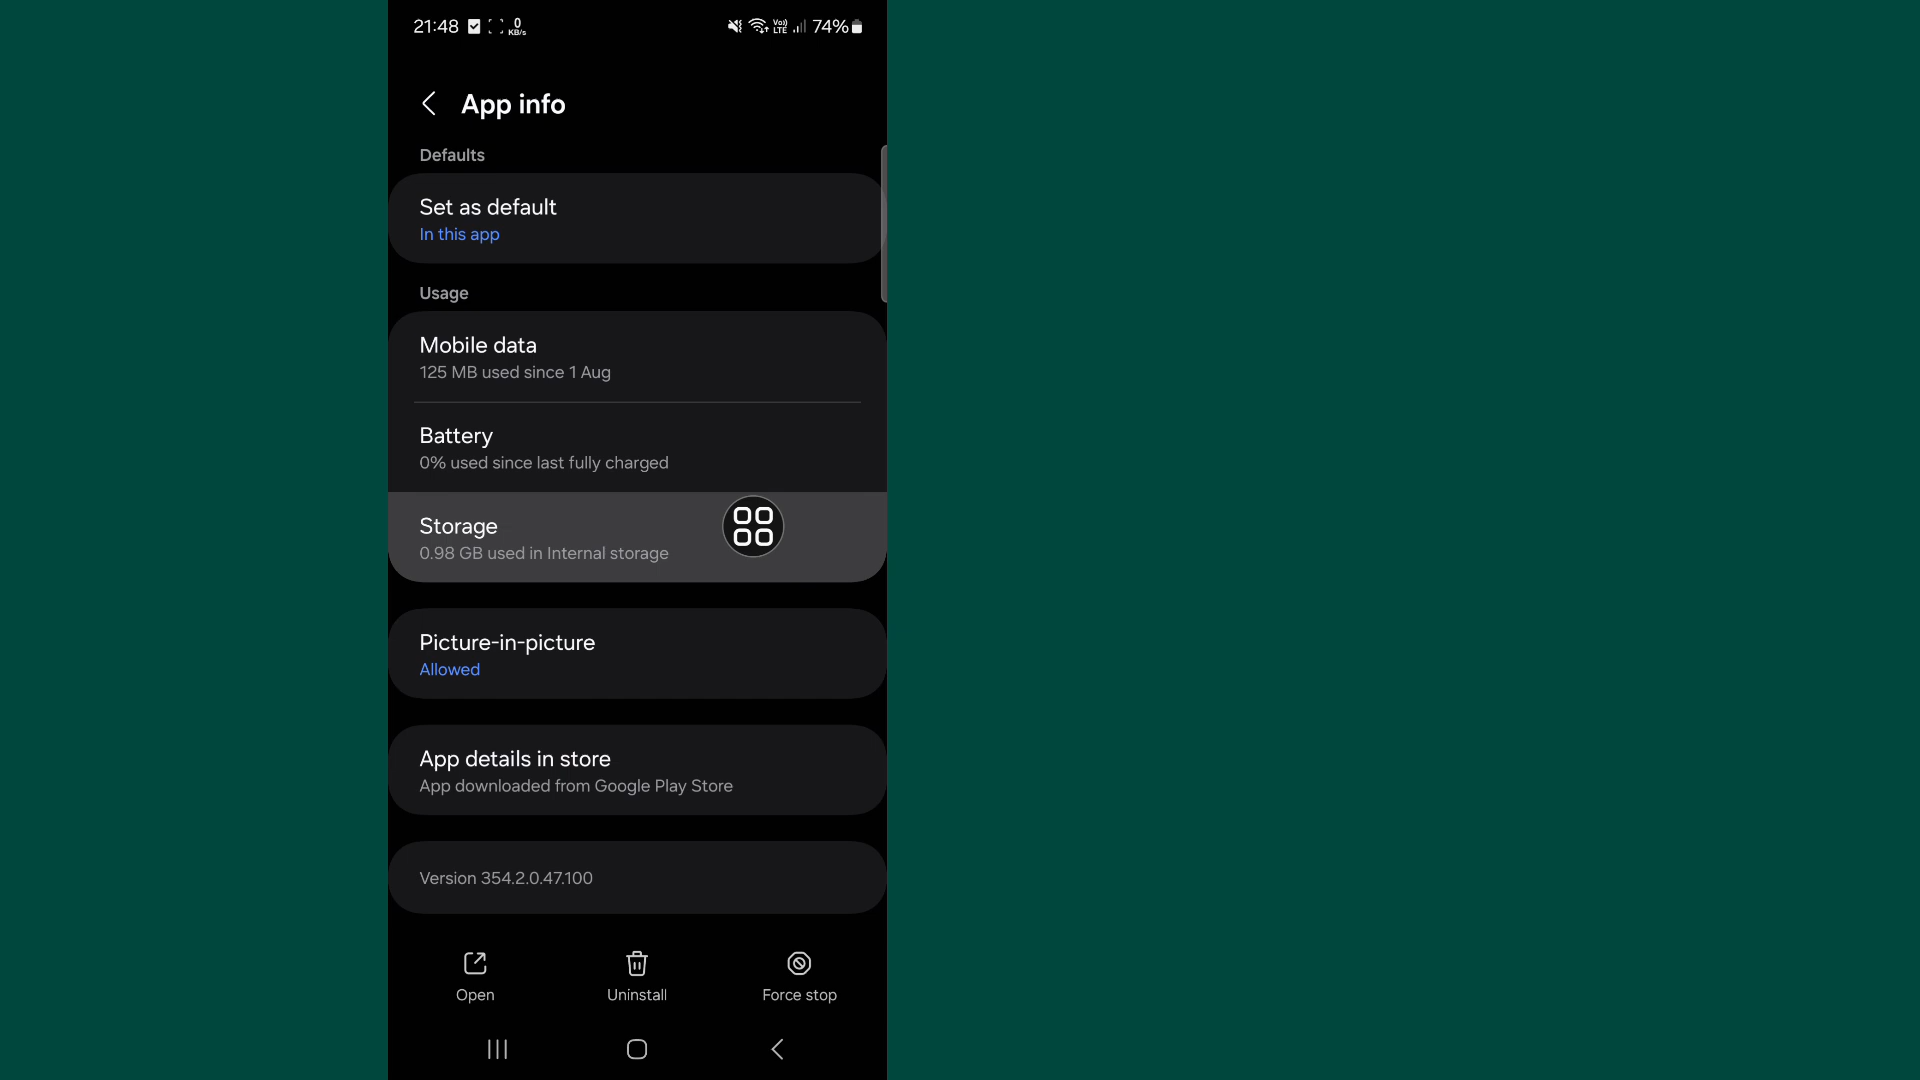 21:48
0
KB/s
Vo))
LTE
74%
App info
Defaults
Set as default
In this app
Usage
Mobile data
125 MB used since 1 Aug
Battery
0% used since last fully charged
Storage
0.98 GB used in Internal storage
Picture-in-picture
Allowed
App details in store
App downloaded from Google Play Store
Version 354.2.0.47.100
Open
Uninstall
Force stop